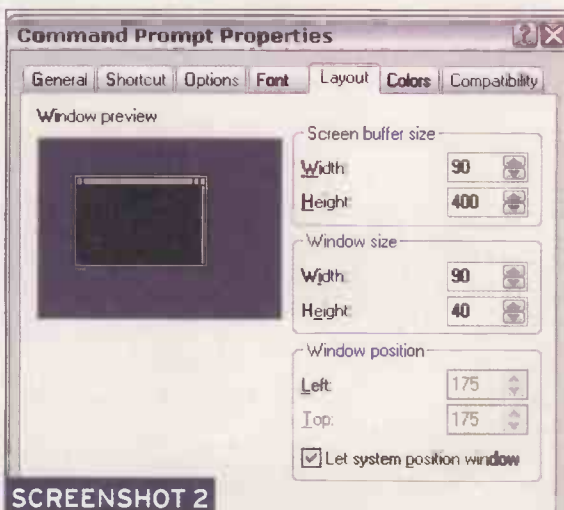 Command Prompt Properties
General Shortcut Options Font Layout Colors Compatibility
Window preview
Screen buffer size
Width: 90
Height: 400
Window size
Width: 90
Height: 40
Window position
Left: 175
Top: 175
Let system position window
SCREENSHOT 2